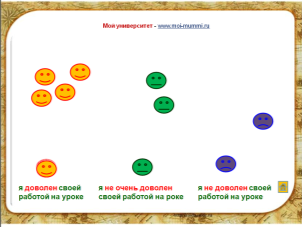 Мой университет - www.moi-mummi.ru
я доволен своей работой на уроке
я не очень доволен своей работой на роке
я не доволен своей работой на уроке